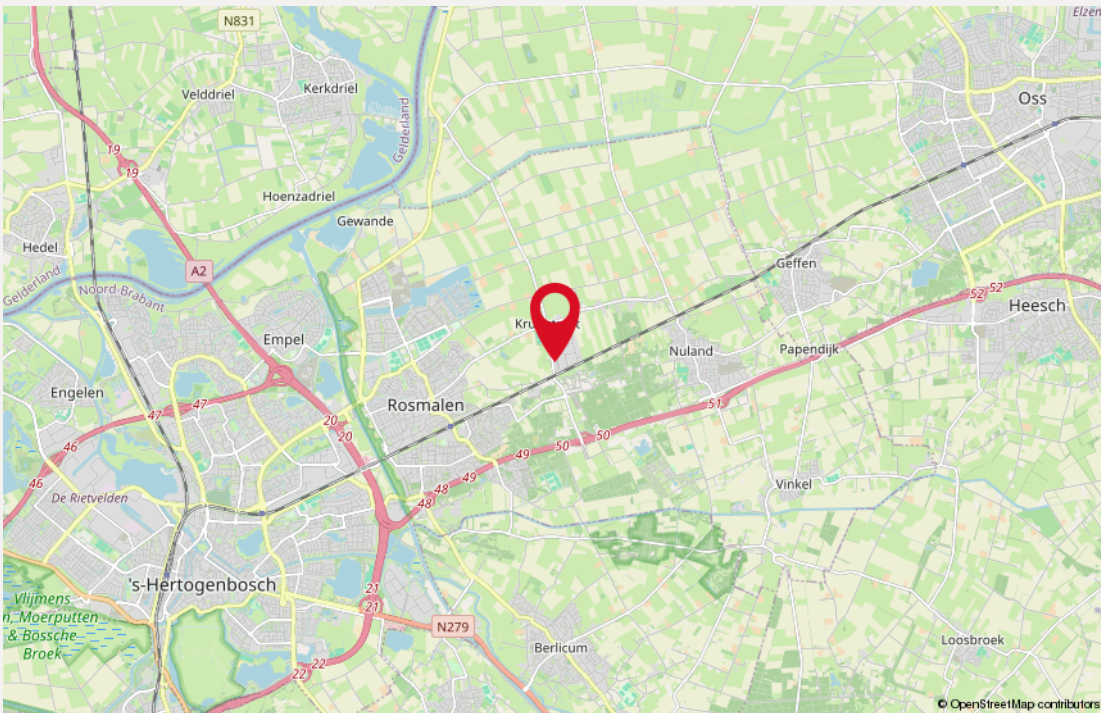 N831
Elzen
Velddriel
Kerkdriel
Oss
Gelderland
19
19
Hoenzadriel
Gewande
Hedel
A2
Geffen
Gelderland
Noord-Brabant
52
52
Heesch
Kru
Empel
Nuland
Papendijk
Engelen
Rosmalen
47
47
51
20
20
50
50
46
49
49
46
48
48
De Rietvelden
Vinkel
's-Hertogenbosch
21
21
Vlijmens
n, Moerputten
& Bossche
Broek
N279
Berlicum
Loosbroek
22
22
© OpenStreetMap contributors